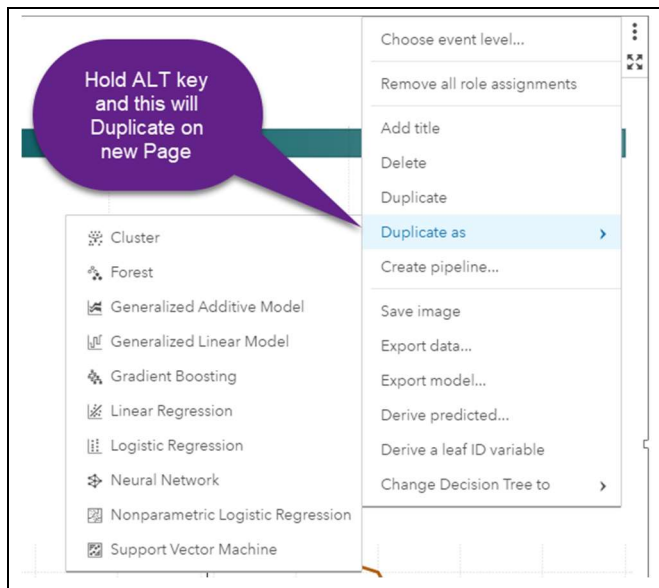 Hold ALT key
and this will
Duplicate on
new Page
Choose event level...
Remove all role assignments
Add title
Delete
Duplicate
Duplicate as
Create pipeline...
Save image
Export data...
Export model...
Derive predicted...
Derive a leaf ID variable
Change Decision Tree to
Cluster
Forest
Generalized Additive Model
Generalized Linear Model
Gradient Boosting
Linear Regression
Logistic Regression
Neural Network
Nonparametric Logistic Regression
Support Vector Machine